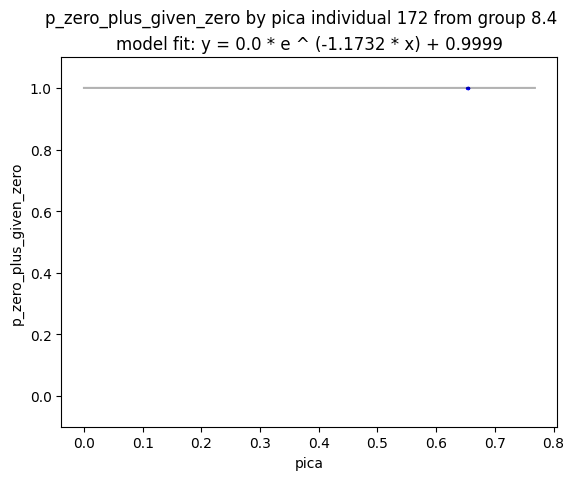 p_zero_plus_given_zero by pica individual 172 from group 8.4
model fit: y = 0.0 * e ^ (-1.1732 * x) + 0.9999
p_zero_plus_given_zero
1.0
0.8
0.6
0.4
0.2
0.0
0.0 0.1 0.2 0.3 0.4 0.5 0.6 0.7 0.8
pica